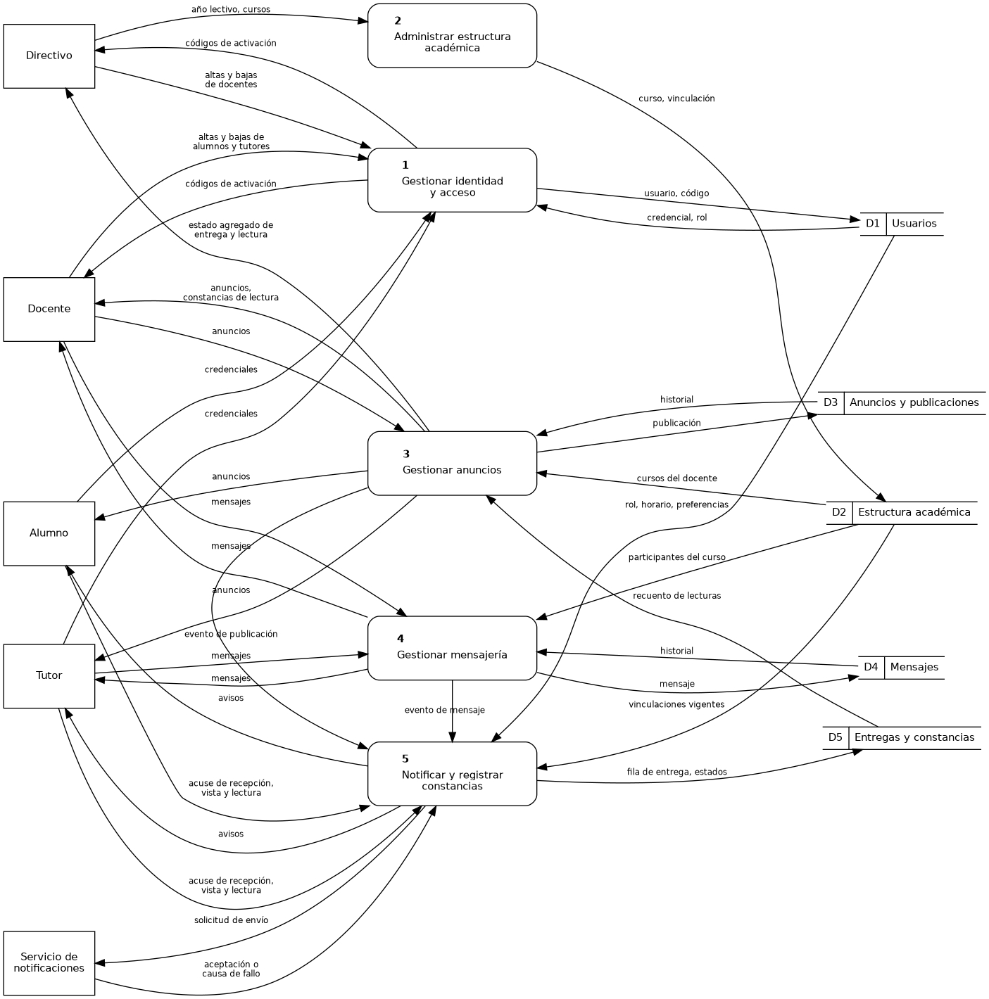 año lectivo, cursos
2
Administrar estructura
académica
Directivo
códigos de activación
altas y bajas
de docentes
curso, vinculación
altas y bajas de
alumnos y tutores
1
Gestionar identidad
y acceso
códigos de activación
usuario, código
credencial, rol
D1 Usuarios
estado agregado de
entrega y lectura
Docente
anuncios,
constancias de lectura
anuncios
credenciales
credenciales
historial
D3 Anuncios y publicaciones
publicación
3
Gestionar anuncios
anuncios
cursos del docente
mensajes
rol, horario, preferencias
D2 Estructura académica
Alumno
mensajes
participantes del curso
anuncios
recuento de lecturas
evento de publicación
4
Gestionar mensajería
mensajes
historial
D4 Mensajes
Tutor
mensajes
mensaje
avisos
vinculaciones vigentes
evento de mensaje
D5 Entregas y constancias
5
Notificar y registrar
constancias
fila de entrega, estados
acuse de recepción,
vista y lectura
avisos
acuse de recepción,
vista y lectura
solicitud de envío
Servicio de
notificaciones
aceptación o
causa de fallo